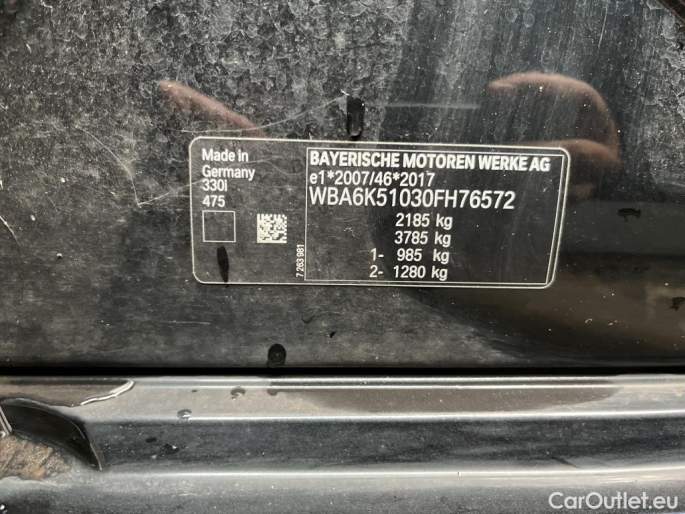 Made in
Germany
330i
475
7 263 981
BAYERISCHE MOTOREN WERKE AG
e1*2007/46*2017
WBA6K51030FH76572
2185 kg
3785 kg
1- 985 kg
2- 1280 kg
CarOutlet.eu